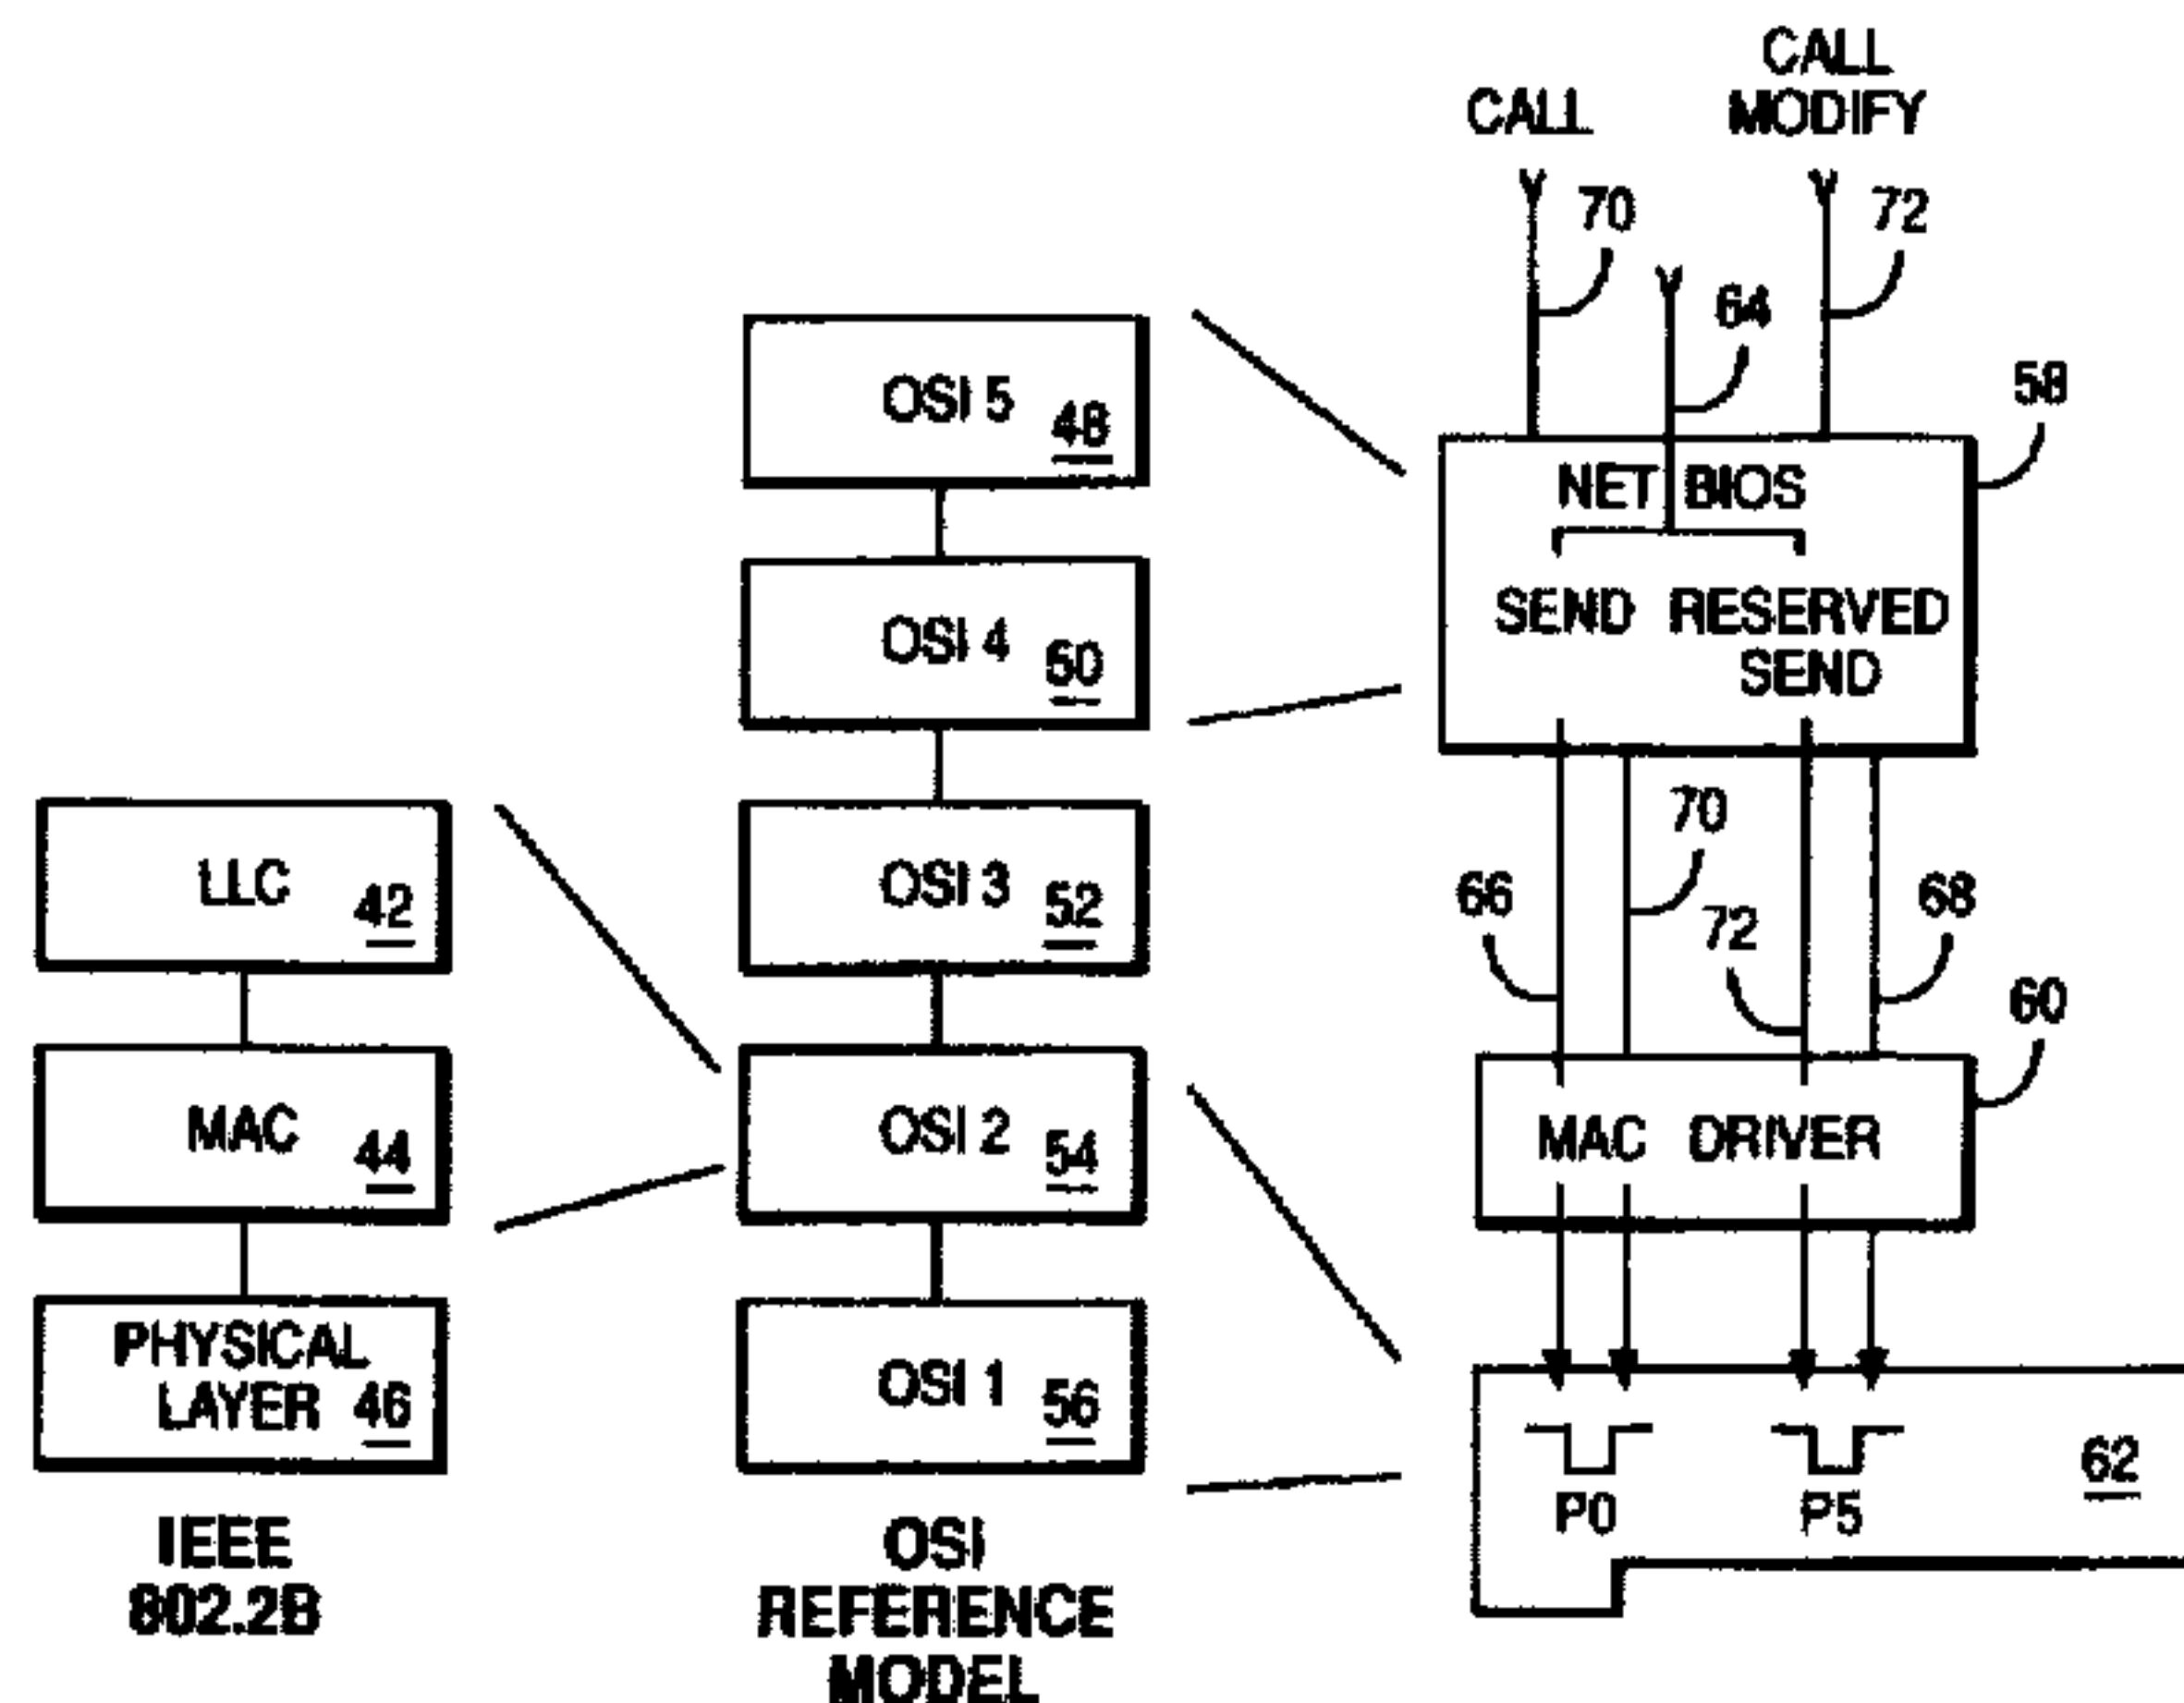 CALL
CALL
MODIFY
70
72
64
58
OSI 5
48
NET BIOS
SEND RESERVED
SEND
OSI 4
60
70
66
72
68
LLC
42
OSI 3
52
60
MAC
44
OSI 2
54
MAC DRIVER
PHYSICAL
LAYER 46
OSI 1
56
62
P0
P5
IEEE
802.2B
OSI
REFERENCE
MODEL